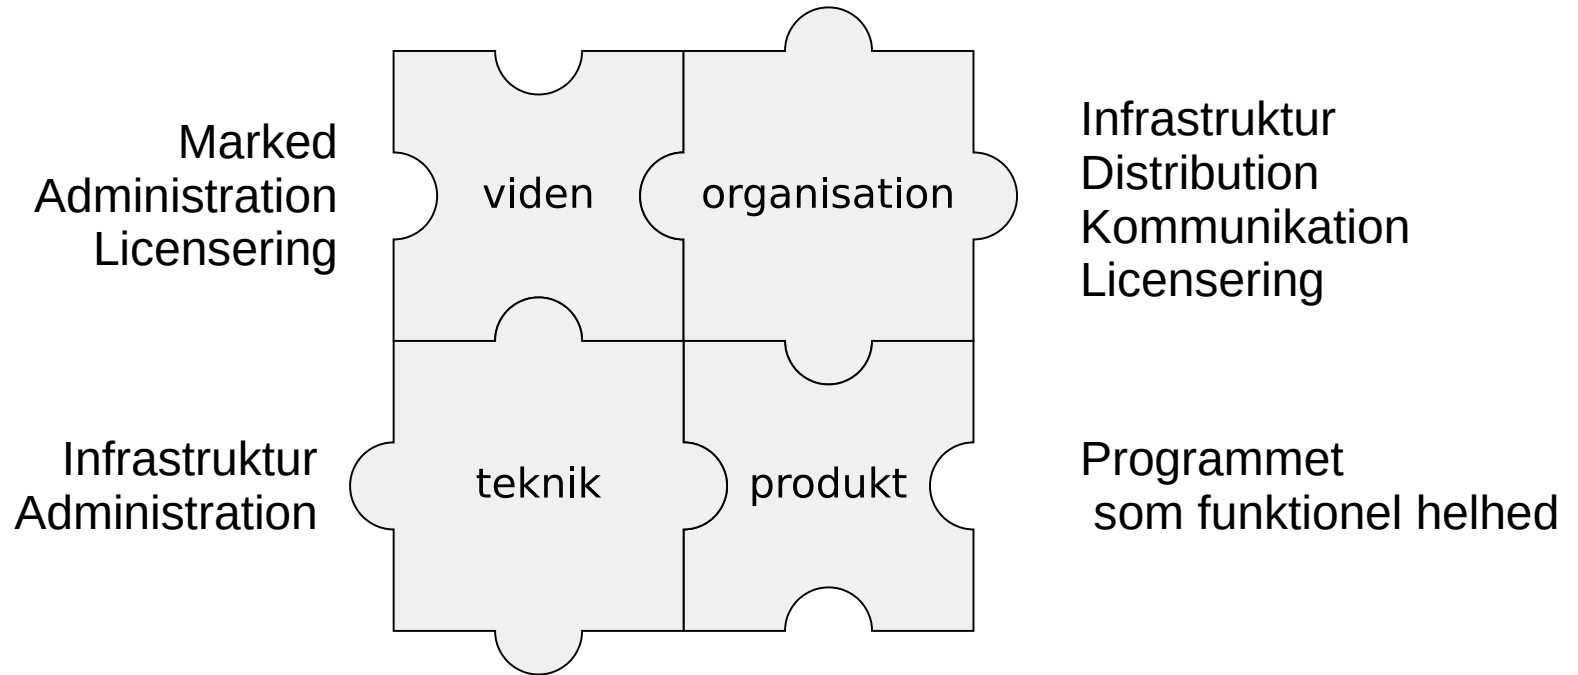 Marked
Administration
Licensering
viden
organisation
Infrastruktur
Distribution
Kommunikation
Licensering
Infrastruktur
Administration
teknik
produkt
Programmet
som funktionel helhed